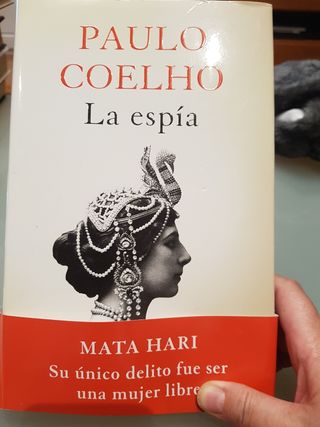 PAULO
COELHO
La espía
MATA HARI
Su único delito fue ser
una mujer libre